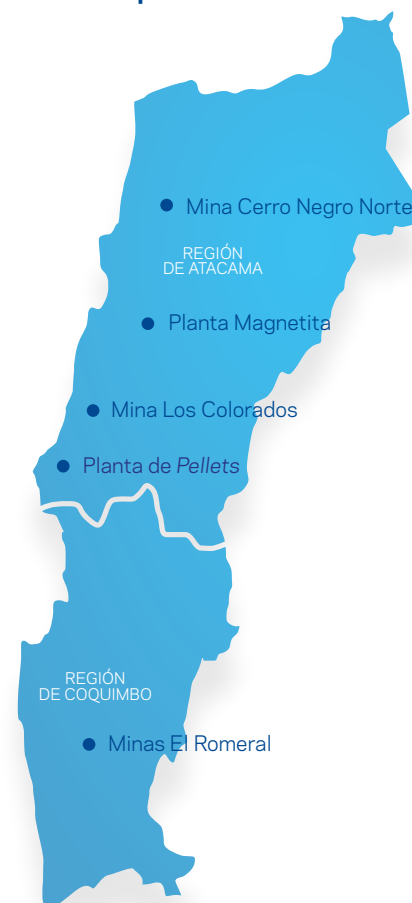 Mina Cerro Negro Norte
REGIÓN
DE ATACAMA
Planta Magnetita
Mina Los Colorados
Planta de Pellets
REGIÓN
DE COQUIMBO
Minas El Romeral